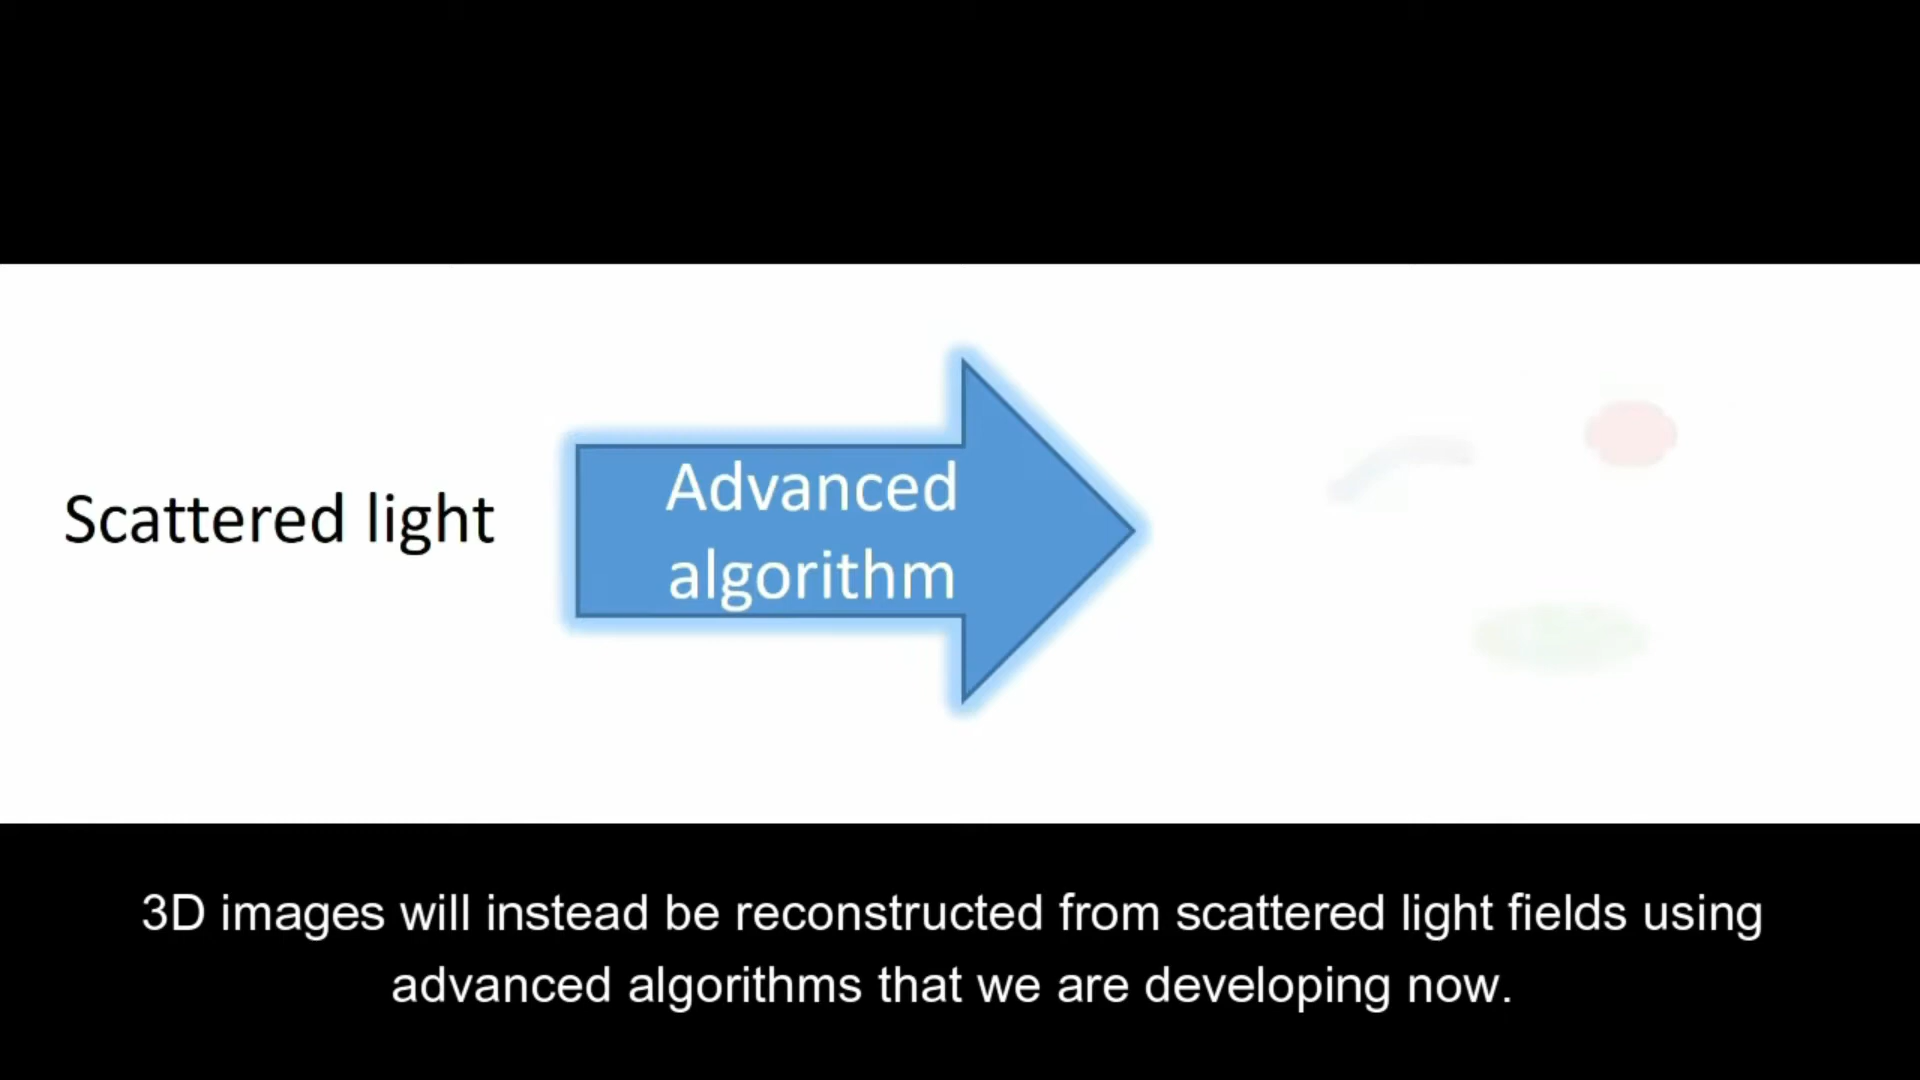 Scattered light
Advanced
algorithm
3D images will instead be reconstructed from scattered light fields using
advanced algorithms that we are developing now.